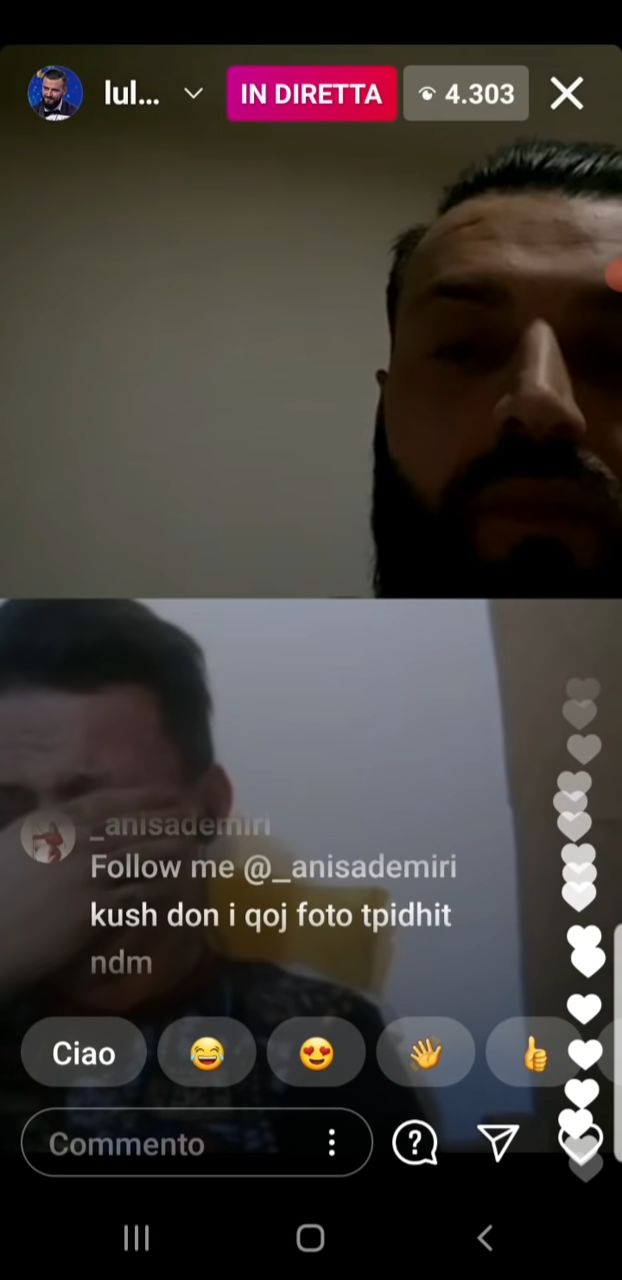 lul...
IN DIRETTA
4.303
_anisademiri
Follow me @_anisademiri
kush don i qoj foto tpidhit
ndm
Ciao
Commento